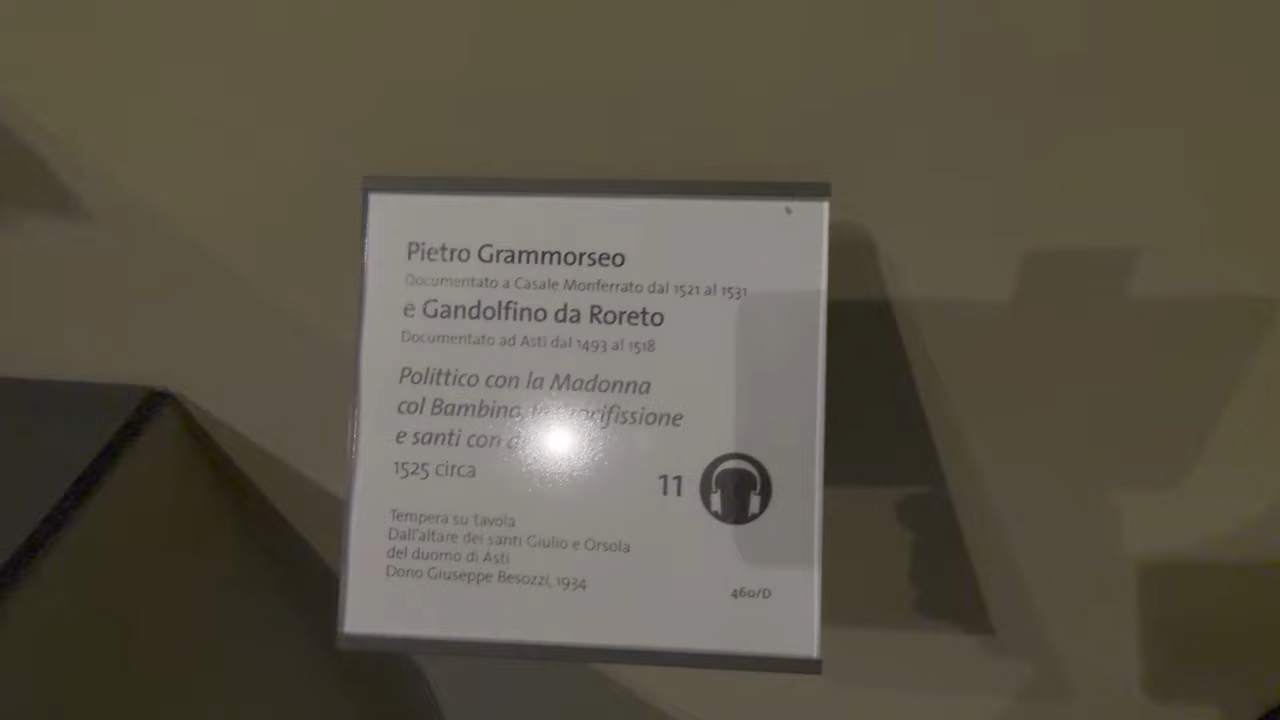 Pietro Grammorseo
Documentato a Casale Monferrato dal 1521 al 1531
e Gandolfino da Roreto
Documentato ad Asti dal 1493 al 1518
Polittico con la Madonna
col Bambino, la Crocifissione
e santi con
1525 circa
11
Tempera su tavola
Dall'altare dei santi Giulio e Orsola
del duomo di Asti
Dono Giuseppe Besozzi, 1934
460/D